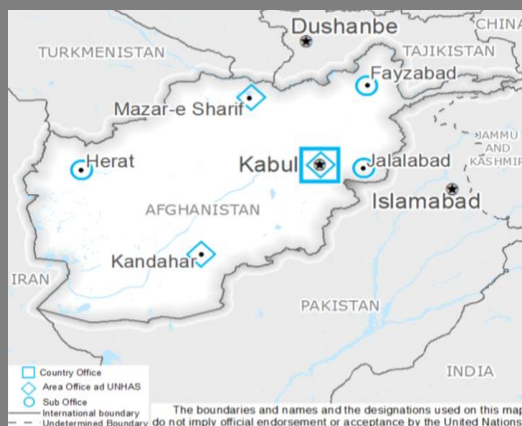 Dushanbe
CHINA
TURKMENISTAN
TAJIKISTAN
Fayzabad
Mazar-e Sharif
JAMMU
AND
KASHMIR
Herat
Kabul
Jalalabad
Islamabad
AFGHANISTAN
Kandahar
IRAN
PAKISTAN
INDIA
Country Office
Area Office ad UNHAS
Sub Office
International boundary
Undetermined Boundary
The boundaries and names and the designations used on this map
do not imply official endorsement or acceptance by the United Nations